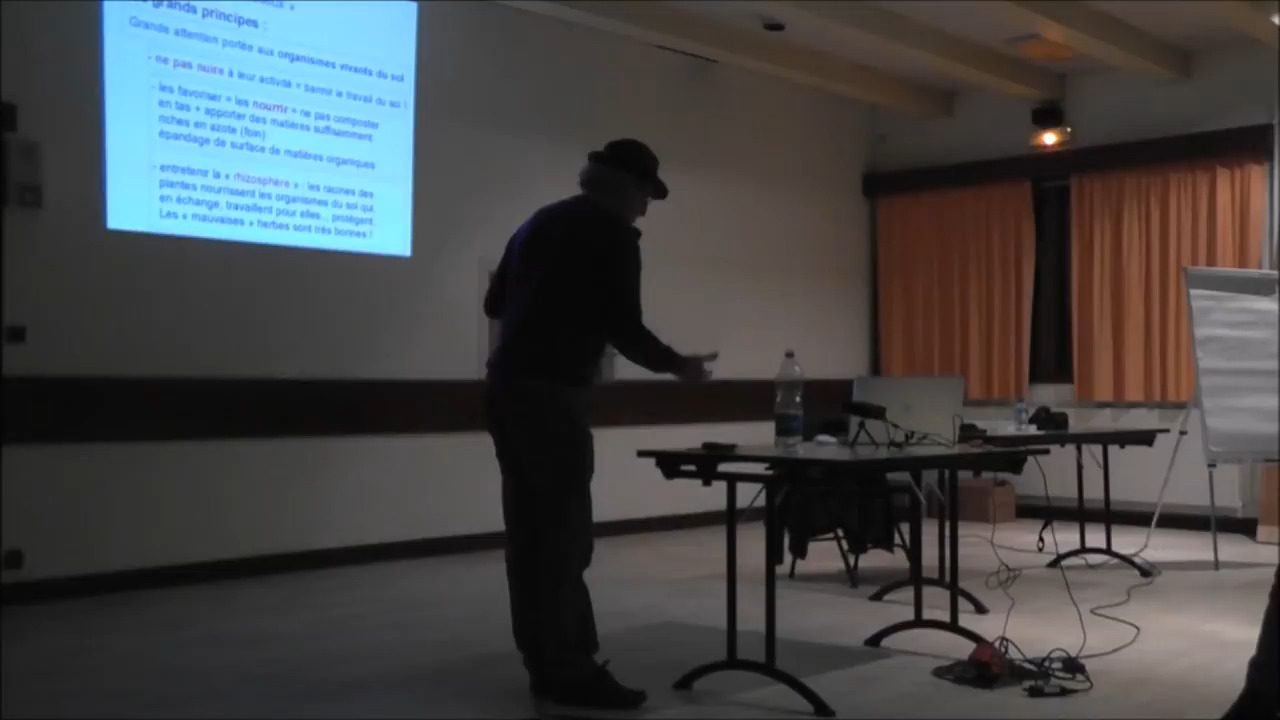 grands principes :
Grande attention portée aux organismes vivants du sol
- ne pas nuire à leur activité = bannir le travail du sol !
- les favoriser = les nourrir = ne pas composter
en tas + apporter des matières suffisamment
riches en azote (foin)
épandage de surface de matières organiques
- entretenir la « rhizosphère » : les racines des
plantes nourrissent les organismes du sol qui
en échange, travaillent pour elles... protègent
Les « mauvaises » herbes sont très bonnes !